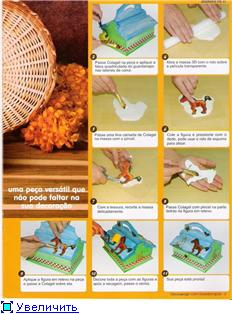 uma peça versátil que
não pode faltar na
sua decoração
3
Passe Colagel na peça e aplique a
faixa quadriculada do guardanapo
nas laterais da caixa.
4
Abra a massa 3D com o rolo sobre
a película transparente.
5
Passe uma fina camada de Colagel
na massa com o pincel.
6
Cole a figura e pressione com o
dedo, pode usar o rolo de espuma
para alisar.
7
Com a tesoura, recorte a massa
delicadamente.
8
Passe Colagel com pincel na parte
detrás da figura em relevo.
9
Aplique a figura em relevo na peça
e passe a Colagel sobre ela.
10
Decore toda a peça com as figuras e
após a secagem, passe o verniz.
11
Sua peça está pronta!
Увеличить